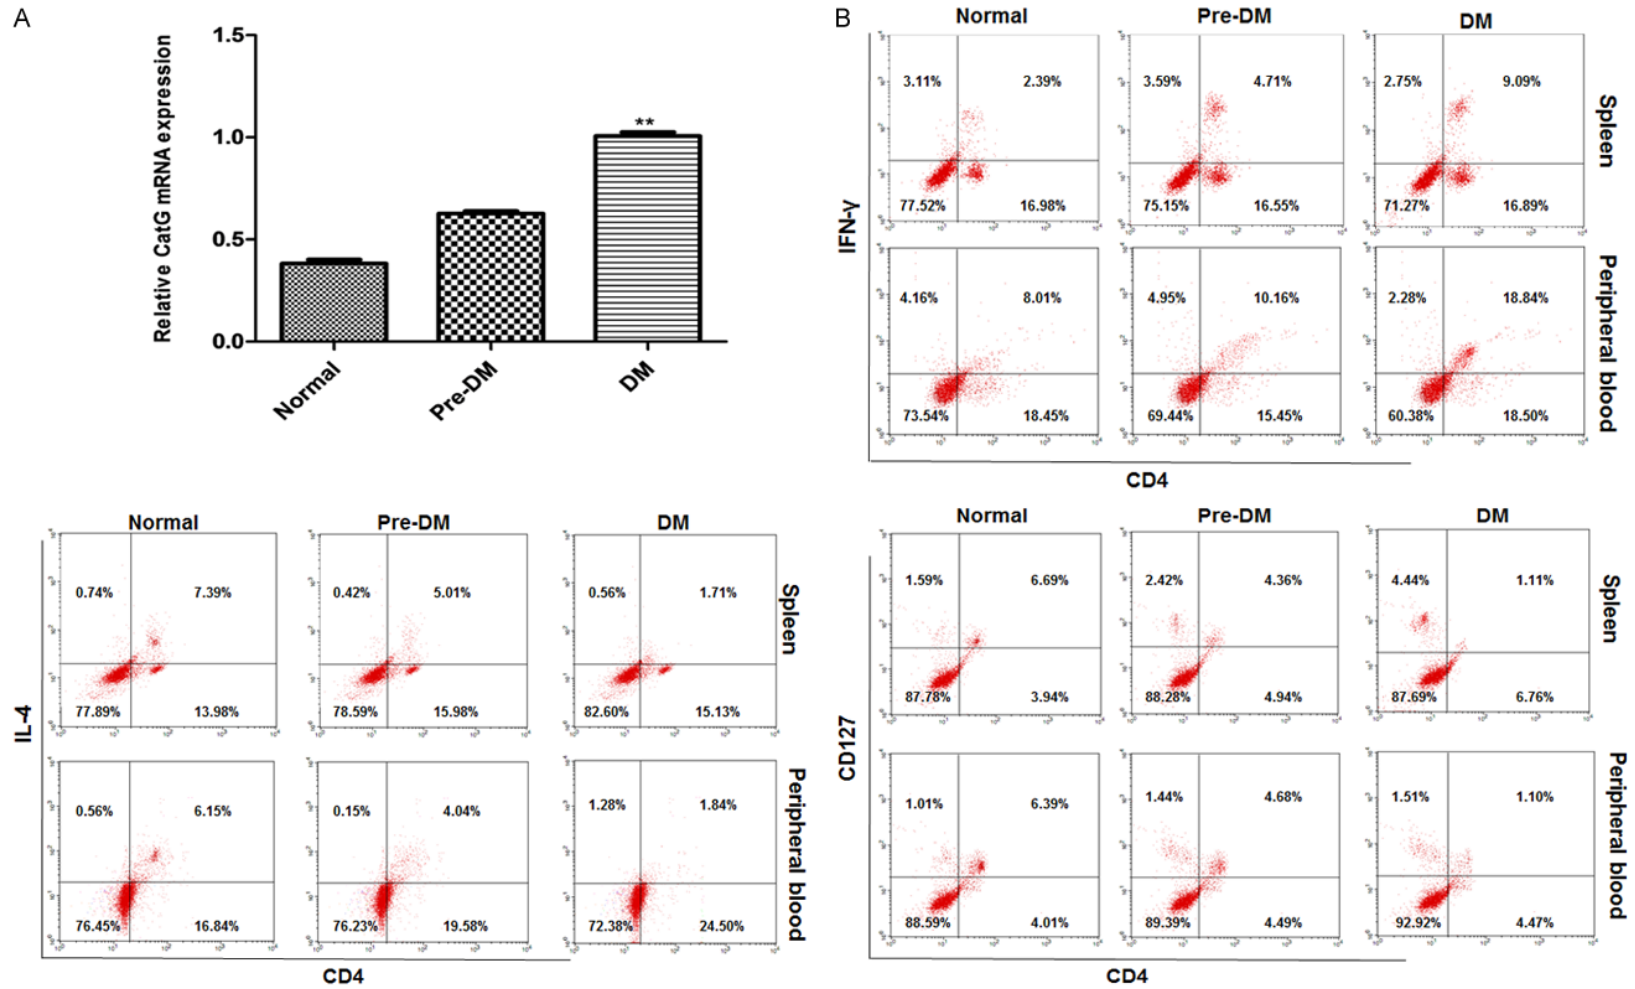 A
Relative CatG mRNA expression
1.5
1.0
0.5
0.0
**
Normal
Pre-DM
DM
B
Normal Pre-DM DM
3.11% 2.39% 3.59% 4.71% 2.75% 9.09%
77.52% 16.98% 75.15% 16.55% 71.27% 16.89%
Spleen
IFN-γ
4.16% 8.01% 4.95% 10.16% 2.28% 18.84%
73.54% 18.45% 69.44% 15.45% 60.38% 18.50%
Peripheral blood
CD4
Normal Pre-DM DM
0.74% 7.39% 0.42% 5.01% 0.56% 1.71%
77.89% 13.98% 78.59% 15.98% 82.60% 15.13%
Spleen
IL-4
0.56% 6.15% 0.15% 4.04% 1.28% 1.84%
76.45% 16.84% 76.23% 19.58% 72.38% 24.50%
Peripheral blood
CD4
Normal Pre-DM DM
1.59% 6.69% 2.42% 4.36% 4.44% 1.11%
87.78% 3.94% 88.28% 4.94% 87.69% 6.76%
Spleen
CD127
1.01% 6.39% 1.44% 4.68% 1.51% 1.10%
88.59% 4.01% 89.39% 4.49% 92.92% 4.47%
Peripheral blood
CD4